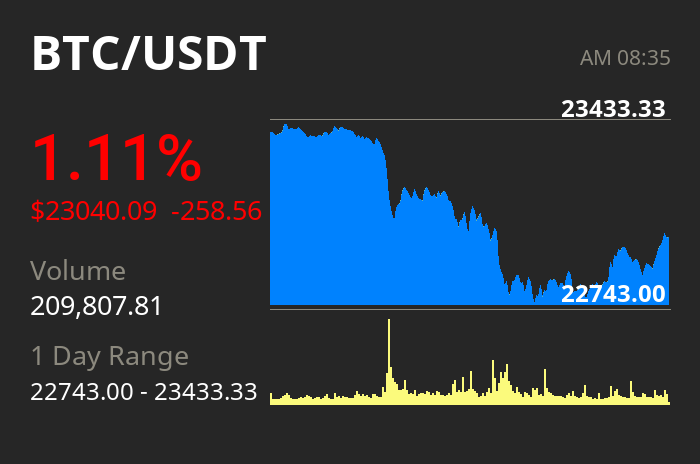 BTC/USDT
AM 08:35
23433.33
1.11%
$23040.09 -258.56
Volume
209,807.81
22743.00
1 Day Range
22743.00 - 23433.33